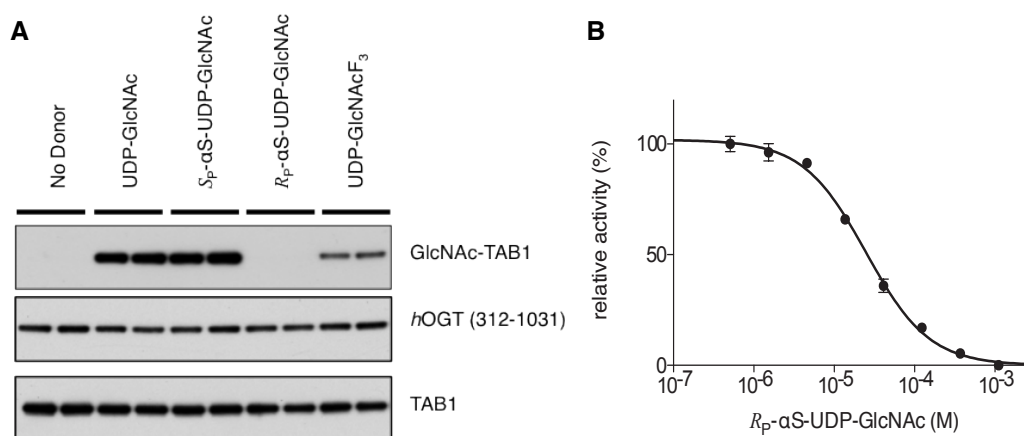 A
No Donor
UDP-GlcNAc
Sₚ-αS-UDP-GlcNAc
Rₚ-αS-UDP-GlcNAc
UDP-GlcNAcF₃
GlcNAc-TAB1
hOGT (312-1031)
TAB1
B
relative activity (%)
100
50
0
10⁻⁷
10⁻⁶
10⁻⁵
10⁻⁴
10⁻³
Rₚ-αS-UDP-GlcNAc (M)